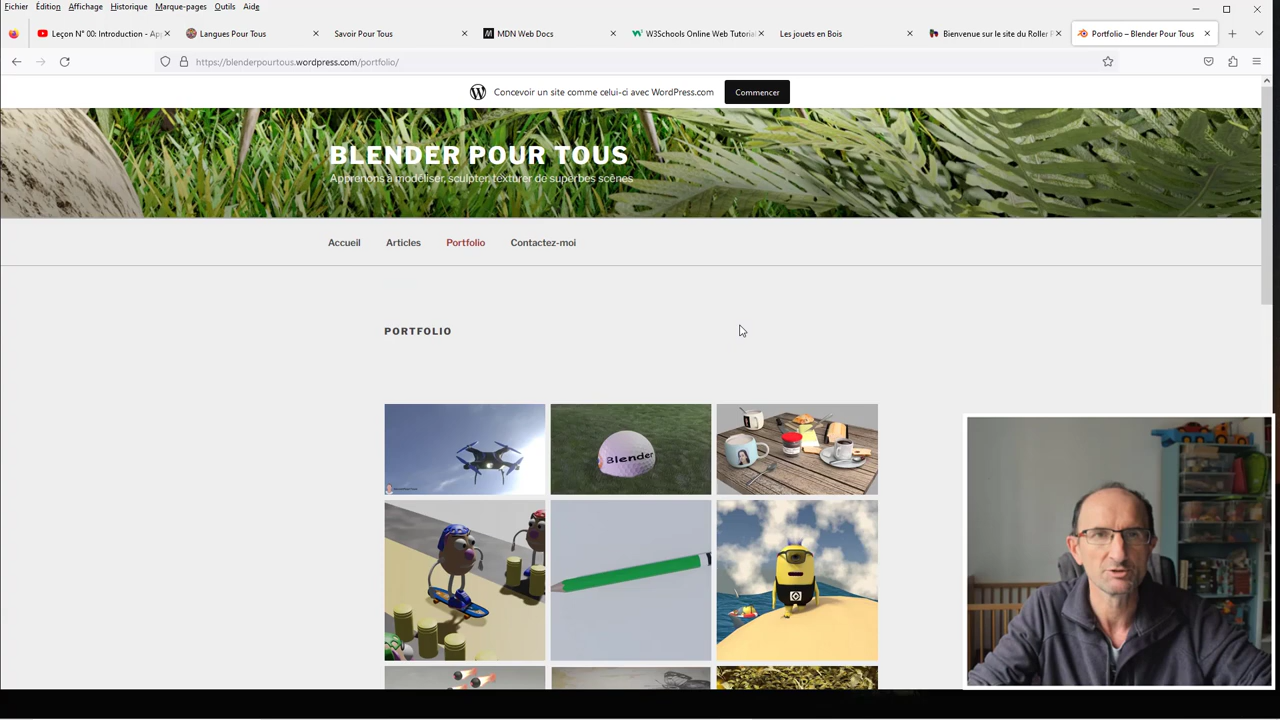 Fichier Édition Affichage Historique Marque-pages Outils Aide
Leçon N° 00: Introduction - Ap
Langues Pour Tous
Savoir Pour Tous
MDN Web Docs
W3Schools Online Web Tutoria
Les jouets en Bois
Bienvenue sur le site du Roller
Portfolio – Blender Pour Tous
https://blenderpourtous.wordpress.com/portfolio/
Concevoir un site comme celui-ci avec WordPress.com
Commencer
BLENDER POUR TOUS
Apprenons à modéliser, sculpter, texturer de superbes scènes
Accueil Articles Portfolio Contactez-moi
PORTFOLIO
Blender